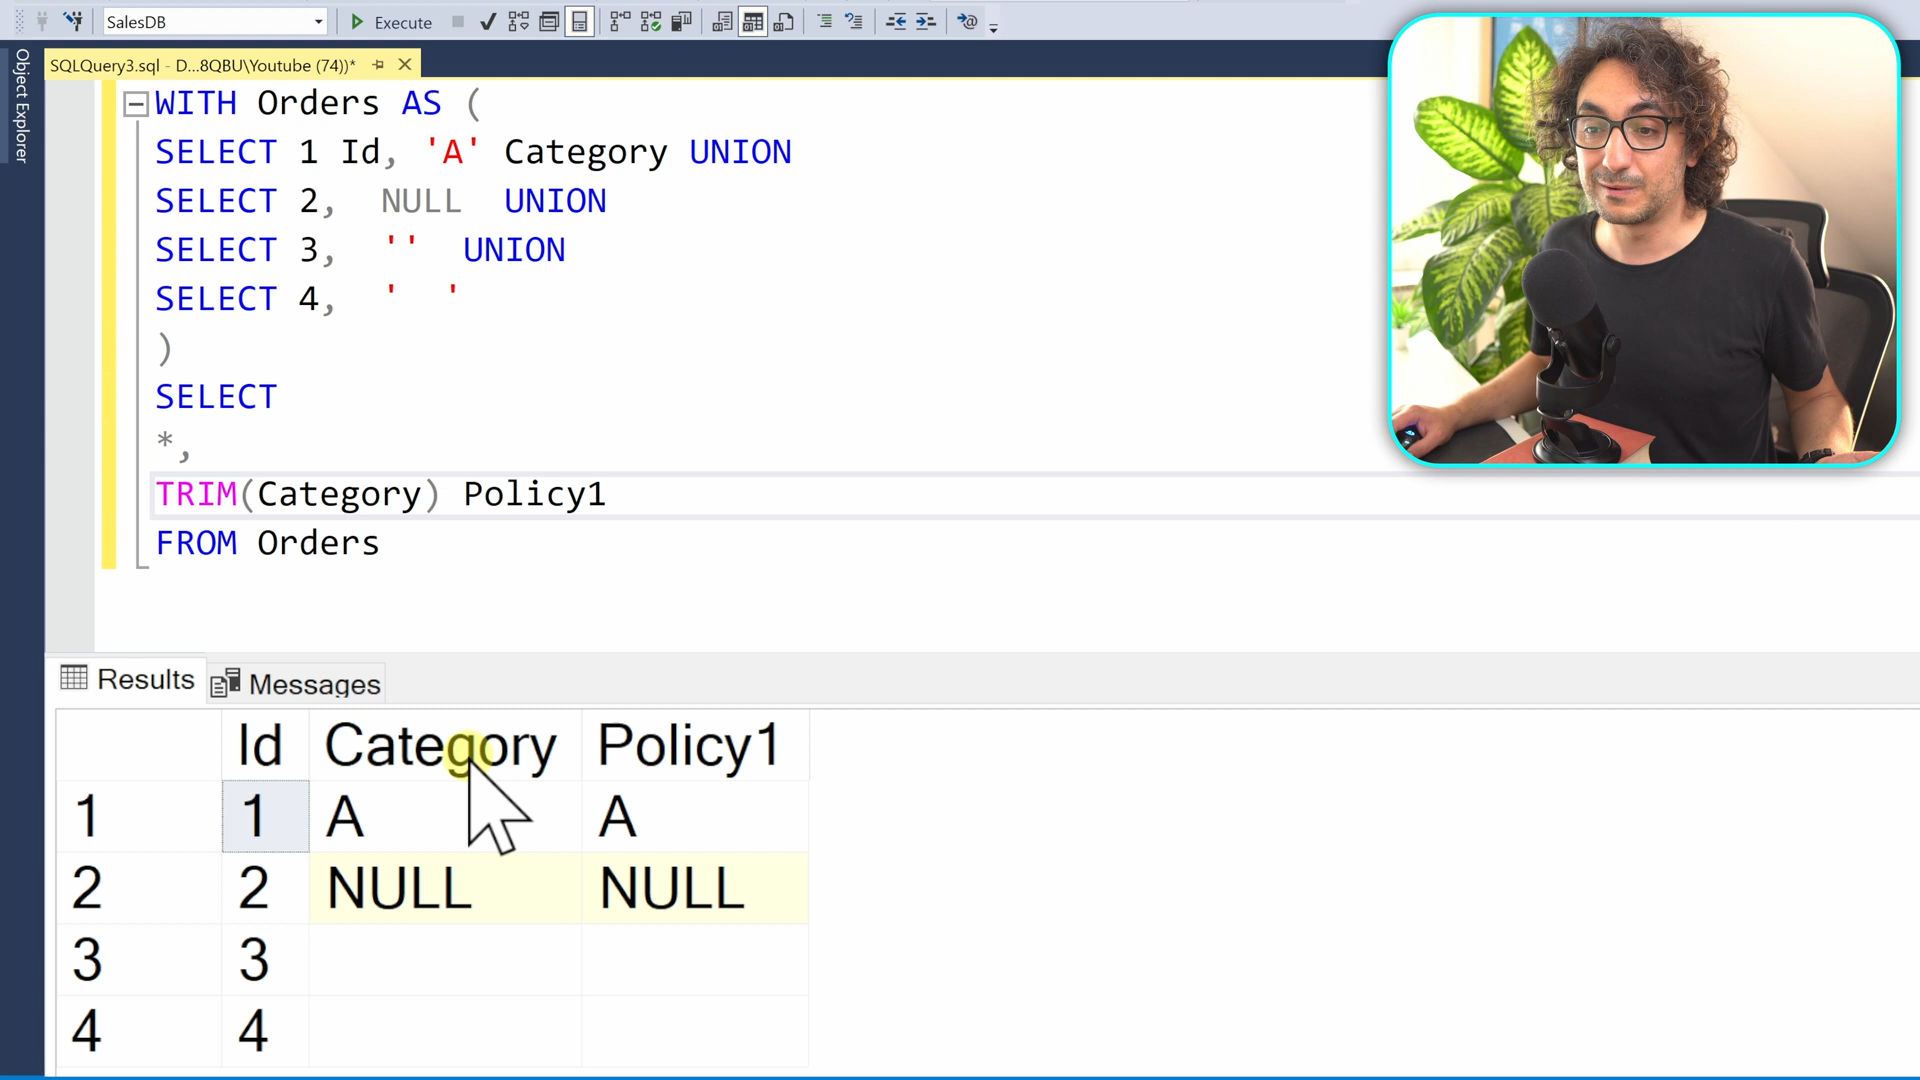 SalesDB
Execute
Object Explorer
SQLQuery3.sql - D...8QBU\Youtube (74))*
WITH Orders AS (
SELECT 1 Id, 'A' Category UNION
SELECT 2, NULL UNION
SELECT 3, '' UNION
SELECT 4, '  '
)
SELECT
*,
TRIM(Category) Policy1
FROM Orders
Results
Messages
Id Category Policy1
1 1 A A
2 2 NULL NULL
3 3
4 4